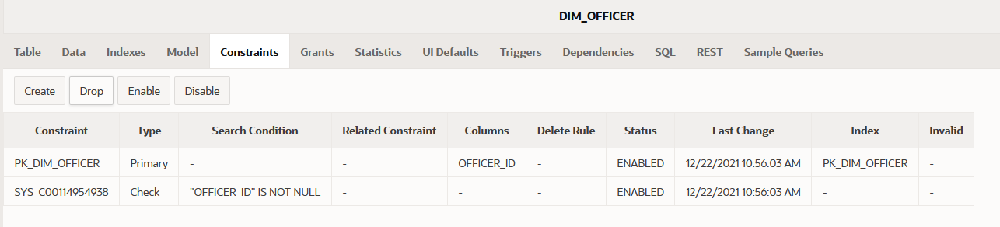 DIM_OFFICER
Table Data Indexes Model Constraints Grants Statistics UI Defaults Triggers Dependencies SQL REST Sample Queries
Create Drop Enable Disable
Constraint Type Search Condition Related Constraint Columns Delete Rule Status Last Change Index Invalid
PK_DIM_OFFICER Primary - - OFFICER_ID - ENABLED 12/22/2021 10:56:03 AM PK_DIM_OFFICER -
SYS_C00114954938 Check "OFFICER_ID" IS NOT NULL - - - ENABLED 12/22/2021 10:56:03 AM - -